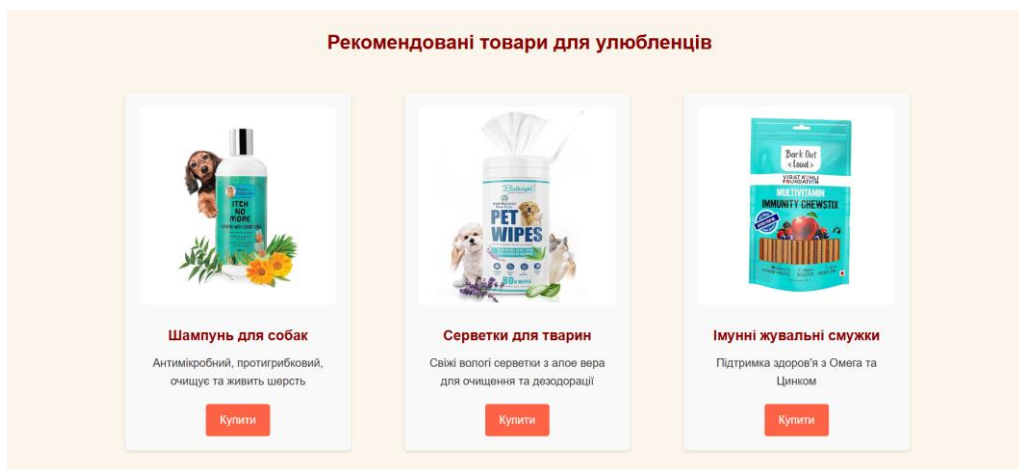 Рекомендовані товари для улюбленців
ITCH
NO
MORE
PET
WIPES
80
Bark Out
Loud
VIRAT KOHLI
FOUNDATION
MULTIVITAMIN
IMMUNITY CHEWSTIX
Шампунь для собак
Серветки для тварин
Імунні жувальні смужки
Антимікробний, протигрибковий,
очищує та живить шерсть
Свіжі вологі серветки з алое вера
для очищення та дезодорації
Підтримка здоров'я з Омега та
Цинком
Купити
Купити
Купити